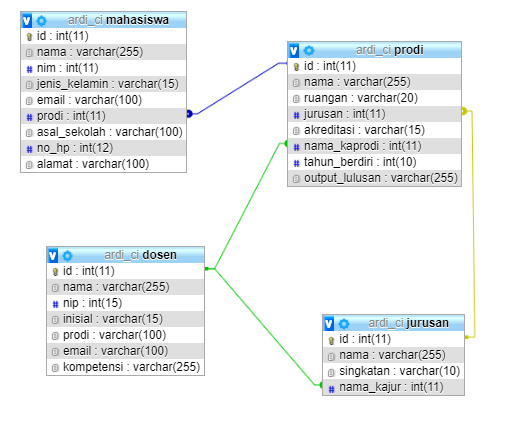 ardi_ci mahasiswa
id : int(11)
nama : varchar(255)
nim : int(11)
jenis_kelamin : varchar(15)
email : varchar(100)
prodi : int(11)
asal_sekolah : varchar(100)
no_hp : int(12)
alamat : varchar(100)
ardi_ci prodi
id : int(11)
nama : varchar(255)
ruangan : varchar(20)
jurusan : int(11)
akreditasi : varchar(15)
nama_kaprodi : int(11)
tahun_berdiri : int(10)
output_lulusan : varchar(255)
ardi_ci dosen
id : int(11)
nama : varchar(255)
nip : int(15)
inisial : varchar(15)
prodi : varchar(100)
email : varchar(100)
kompetensi : varchar(255)
ardi_ci jurusan
id : int(11)
nama : varchar(255)
singkatan : varchar(10)
nama_kajur : int(11)